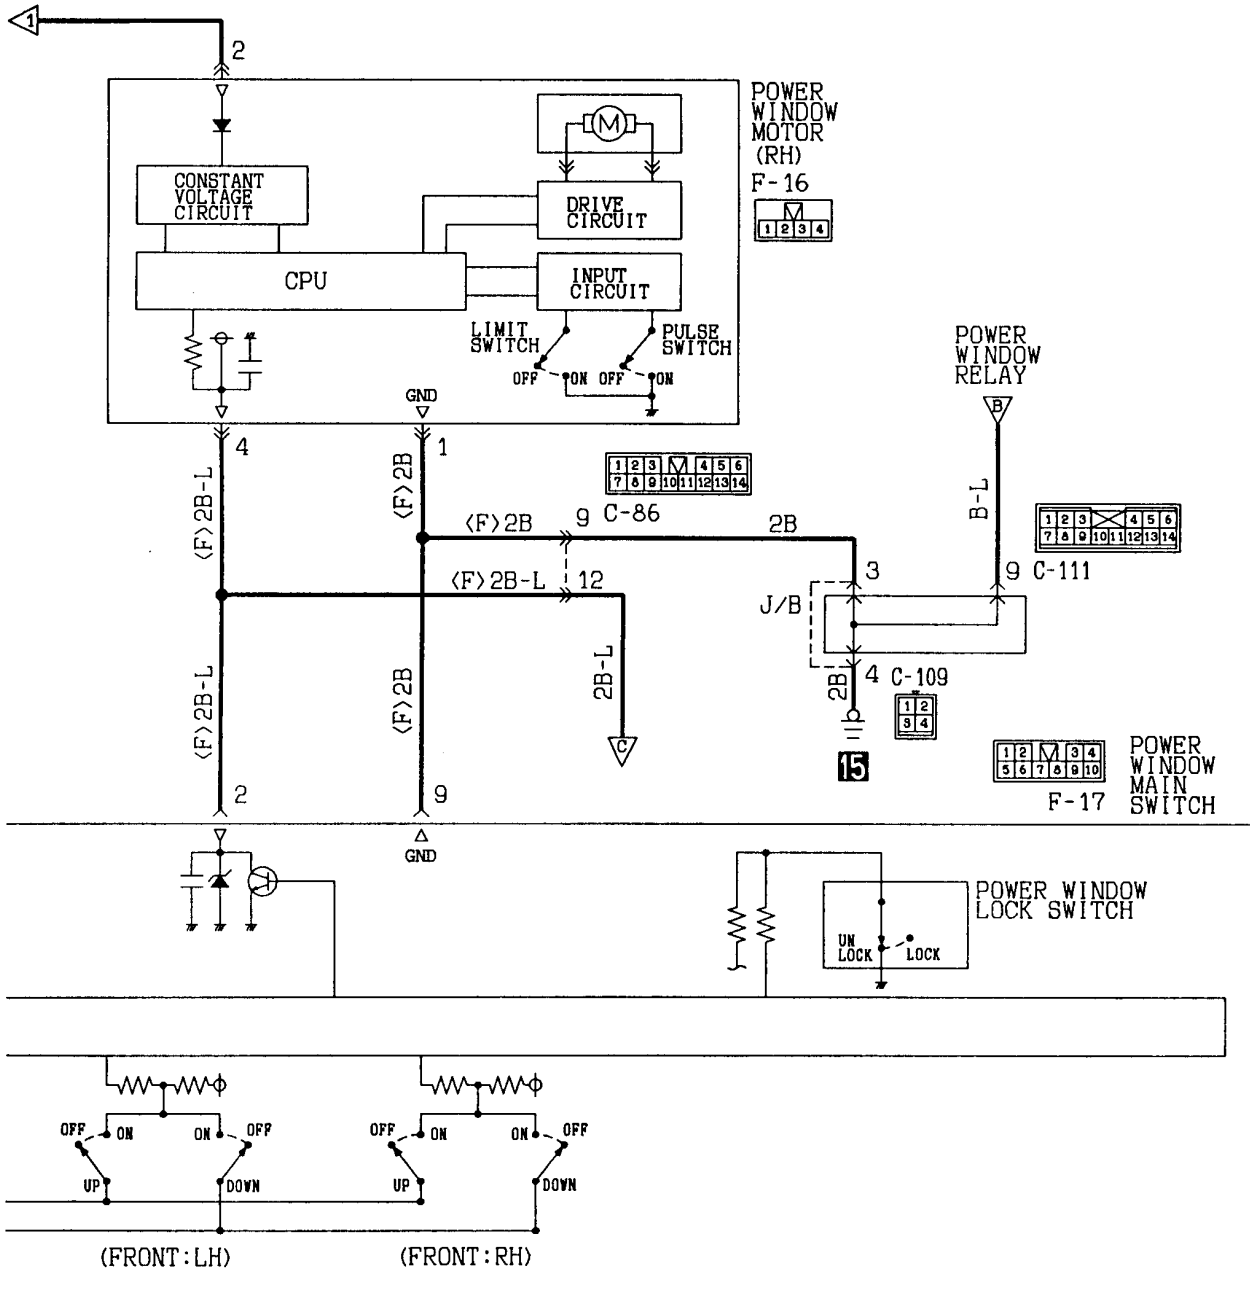 1
2
POWER
WINDOW
MOTOR
(RH)
F-16
1 2 3 4
M
CONSTANT
VOLTAGE
CIRCUIT
DRIVE
CIRCUIT
CPU
INPUT
CIRCUIT
LIMIT
SWITCH
PULSE
SWITCH
OFF ON OFF ON
GND
4
1
POWER
WINDOW
RELAY
B
<F>2B-L
<F>2B
1 2 3 4 5 6
7 8 9 10 11 12 13 14
C-86
B-L
1 2 3 4 5 6
7 8 9 10 11 12 13 14
C-111
<F>2B
9
2B
3
9
<F>2B-L
12
J/B
2B-L
C
<F>2B-L
<F>2B
2B
4
C-109
1 2
3 4
15
1 2 3 4
5 6 7 8 9 10
F-17
POWER
WINDOW
MAIN
SWITCH
2
9
GND
POWER WINDOW
LOCK SWITCH
UN
LOCK
LOCK
OFF ON ON OFF
UP DOWN
OFF ON ON OFF
UP DOWN
(FRONT:LH)
(FRONT:RH)